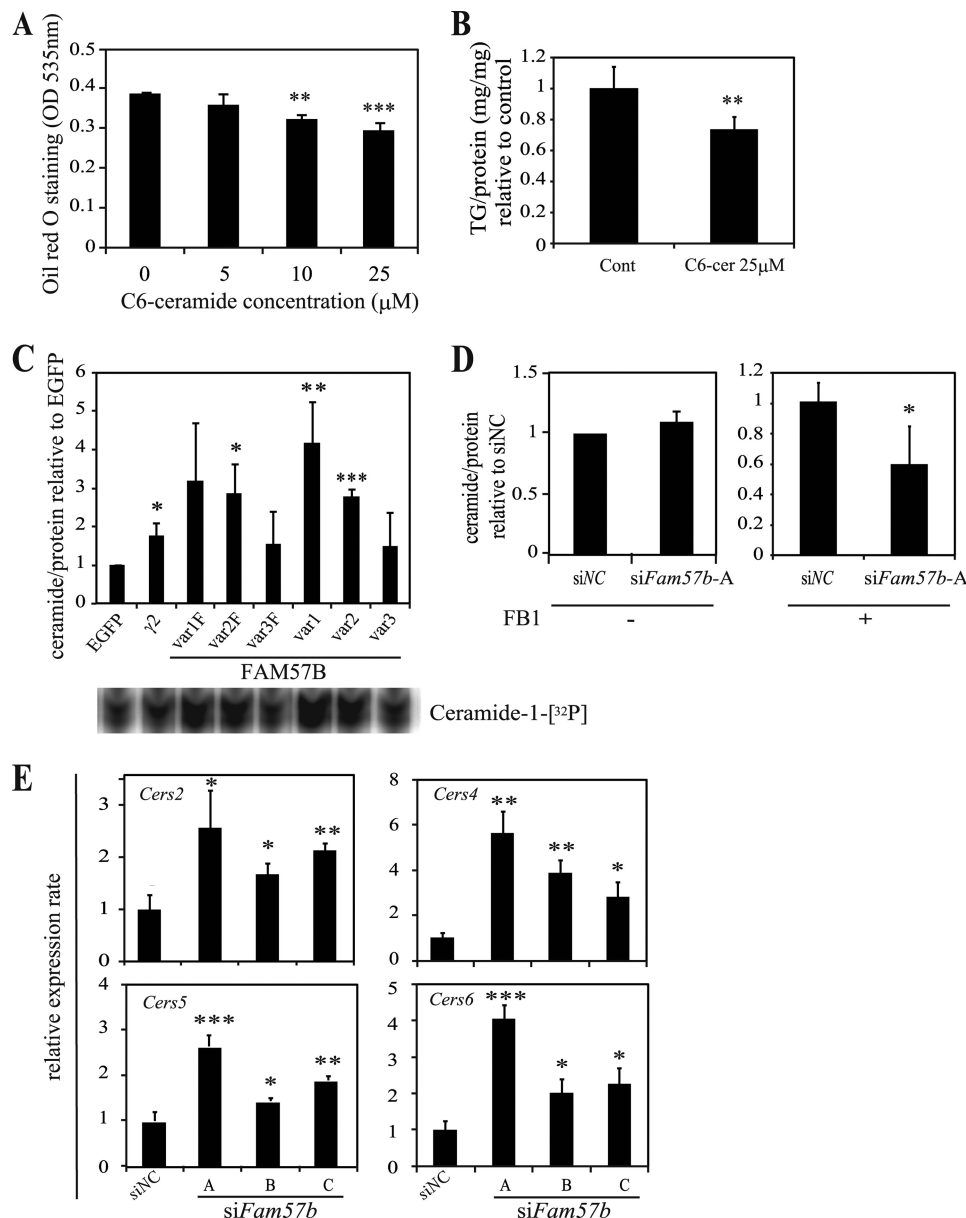 A
Oil red O staining (OD 535nm)
0.4
0.3
0.2
0.1
0
** ***
0 5 10 25
C6-ceramide concentration (µM)
B
TG/protein (mg/mg)
relative to control
1.2
1
0.8
0.6
0.4
0.2
0
**
Cont C6-cer 25µM
C
ceramide/protein relative to EGFP
6
5
4
3
2
1
0
* * ** ***
EGFP γ2 var1F var2F var3F var1 var2 var3
FAM57B
Ceramide-1-[³²P]
D
ceramide/protein
relative to siNC
1.5
1
0.5
0
siNC siFam57b-A
1.2
1
0.8
0.6
0.4
0.2
0
*
siNC siFam57b-A
FB1 - +
E
relative expression rate
Cers2
3
2
1
0
* * **
Cers4
8
6
4
2
0
** ** *
Cers5
4
3
2
1
0
*** * **
siNC A B C
siFam57b
Cers6
5
4
3
2
1
0
*** * *
siNC A B C
siFam57b